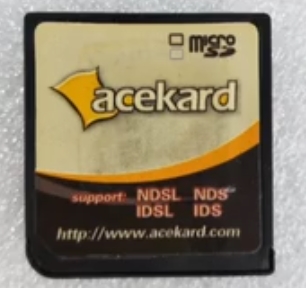 micro
SD
acekard
support: NDSL NDS
IDSL IDS
http://www.acekard.com